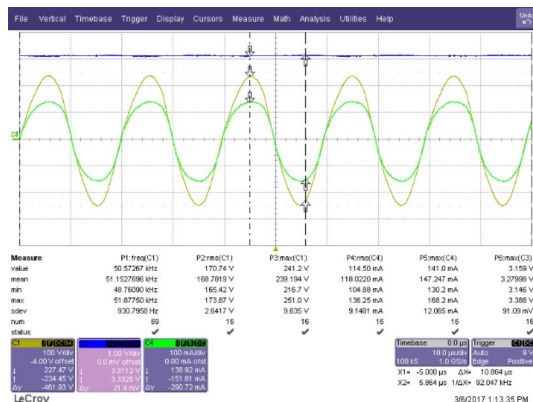 File Vertical Timebase Trigger Display Cursors Measure Math Analysis Utilities Help Undo
C4
Measure P1:freq(C1) P2:rms(C1) P3:max(C1) P4:rms(C4) P5:max(C4) P6:max(C3)
value 50.57267 kHz 170.74 V 241.2 V 114.50 mA 141.0 mA 3.159 V
mean 51.1527696 kHz 168.7819 V 239.194 V 118.0220 mA 147.247 mA 3.27998 V
min 48.76090 kHz 165.42 V 216.7 V 104.88 mA 130.2 mA 3.146 V
max 51.87750 kHz 173.87 V 251.0 V 136.25 mA 168.2 mA 3.388 V
sdev 930.7958 Hz 2.6417 V 9.635 V 9.1481 mA 12.065 mA 91.09 mV
num 69 16 16 16 16 16
status
C1 C4 Timebase 0.0 µs Trigger C1 DC
100 V/div 1.00 V/div 100 mA/div 10.0 µs/div Auto 9 V
-4.00 V offset 0.0 mV offset 0.00 mA ofst 100 kS 1.0 GS/s Edge Positive
227.47 V 3.3112 V 138.92 mA X1= -5.000 µs ΔX= 10.864 µs
-234.45 V 3.3325 V -151.81 mA X2= 5.864 µs 1/ΔX= 92.047 kHz
Δy -461.93 V Δy 21.4 mV Δy -290.72 mA
LeCroy 3/6/2017 1:13:35 PM